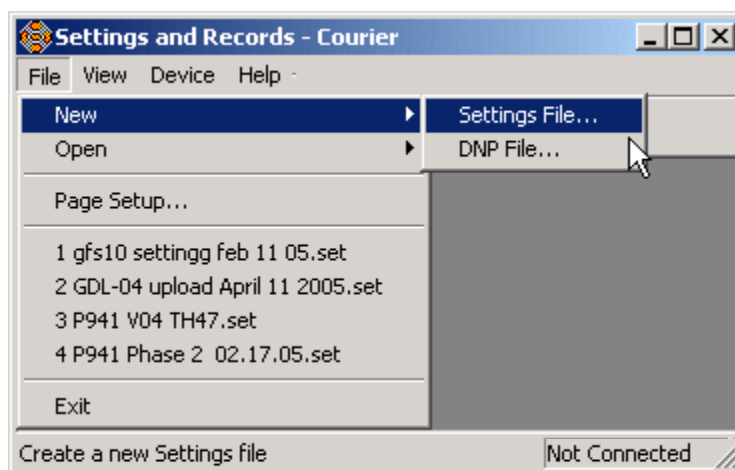 Settings and Records - Courier
File View Device Help
New Settings File...
Open DNP File...
Page Setup...
1 gfs10 settingg feb 11 05.set
2 GDL-04 upload April 11 2005.set
3 P941 V04 TH47.set
4 P941 Phase 2 02.17.05.set
Exit
Create a new Settings file Not Connected